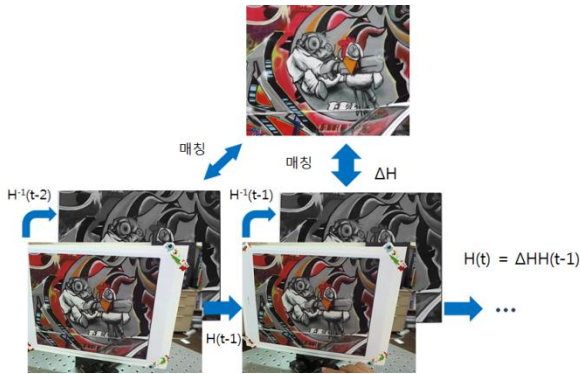 매칭
매칭
ΔH
H⁻¹(t-2)
H⁻¹(t-1)
H(t) = ΔHH(t-1)
H(t-1)
...